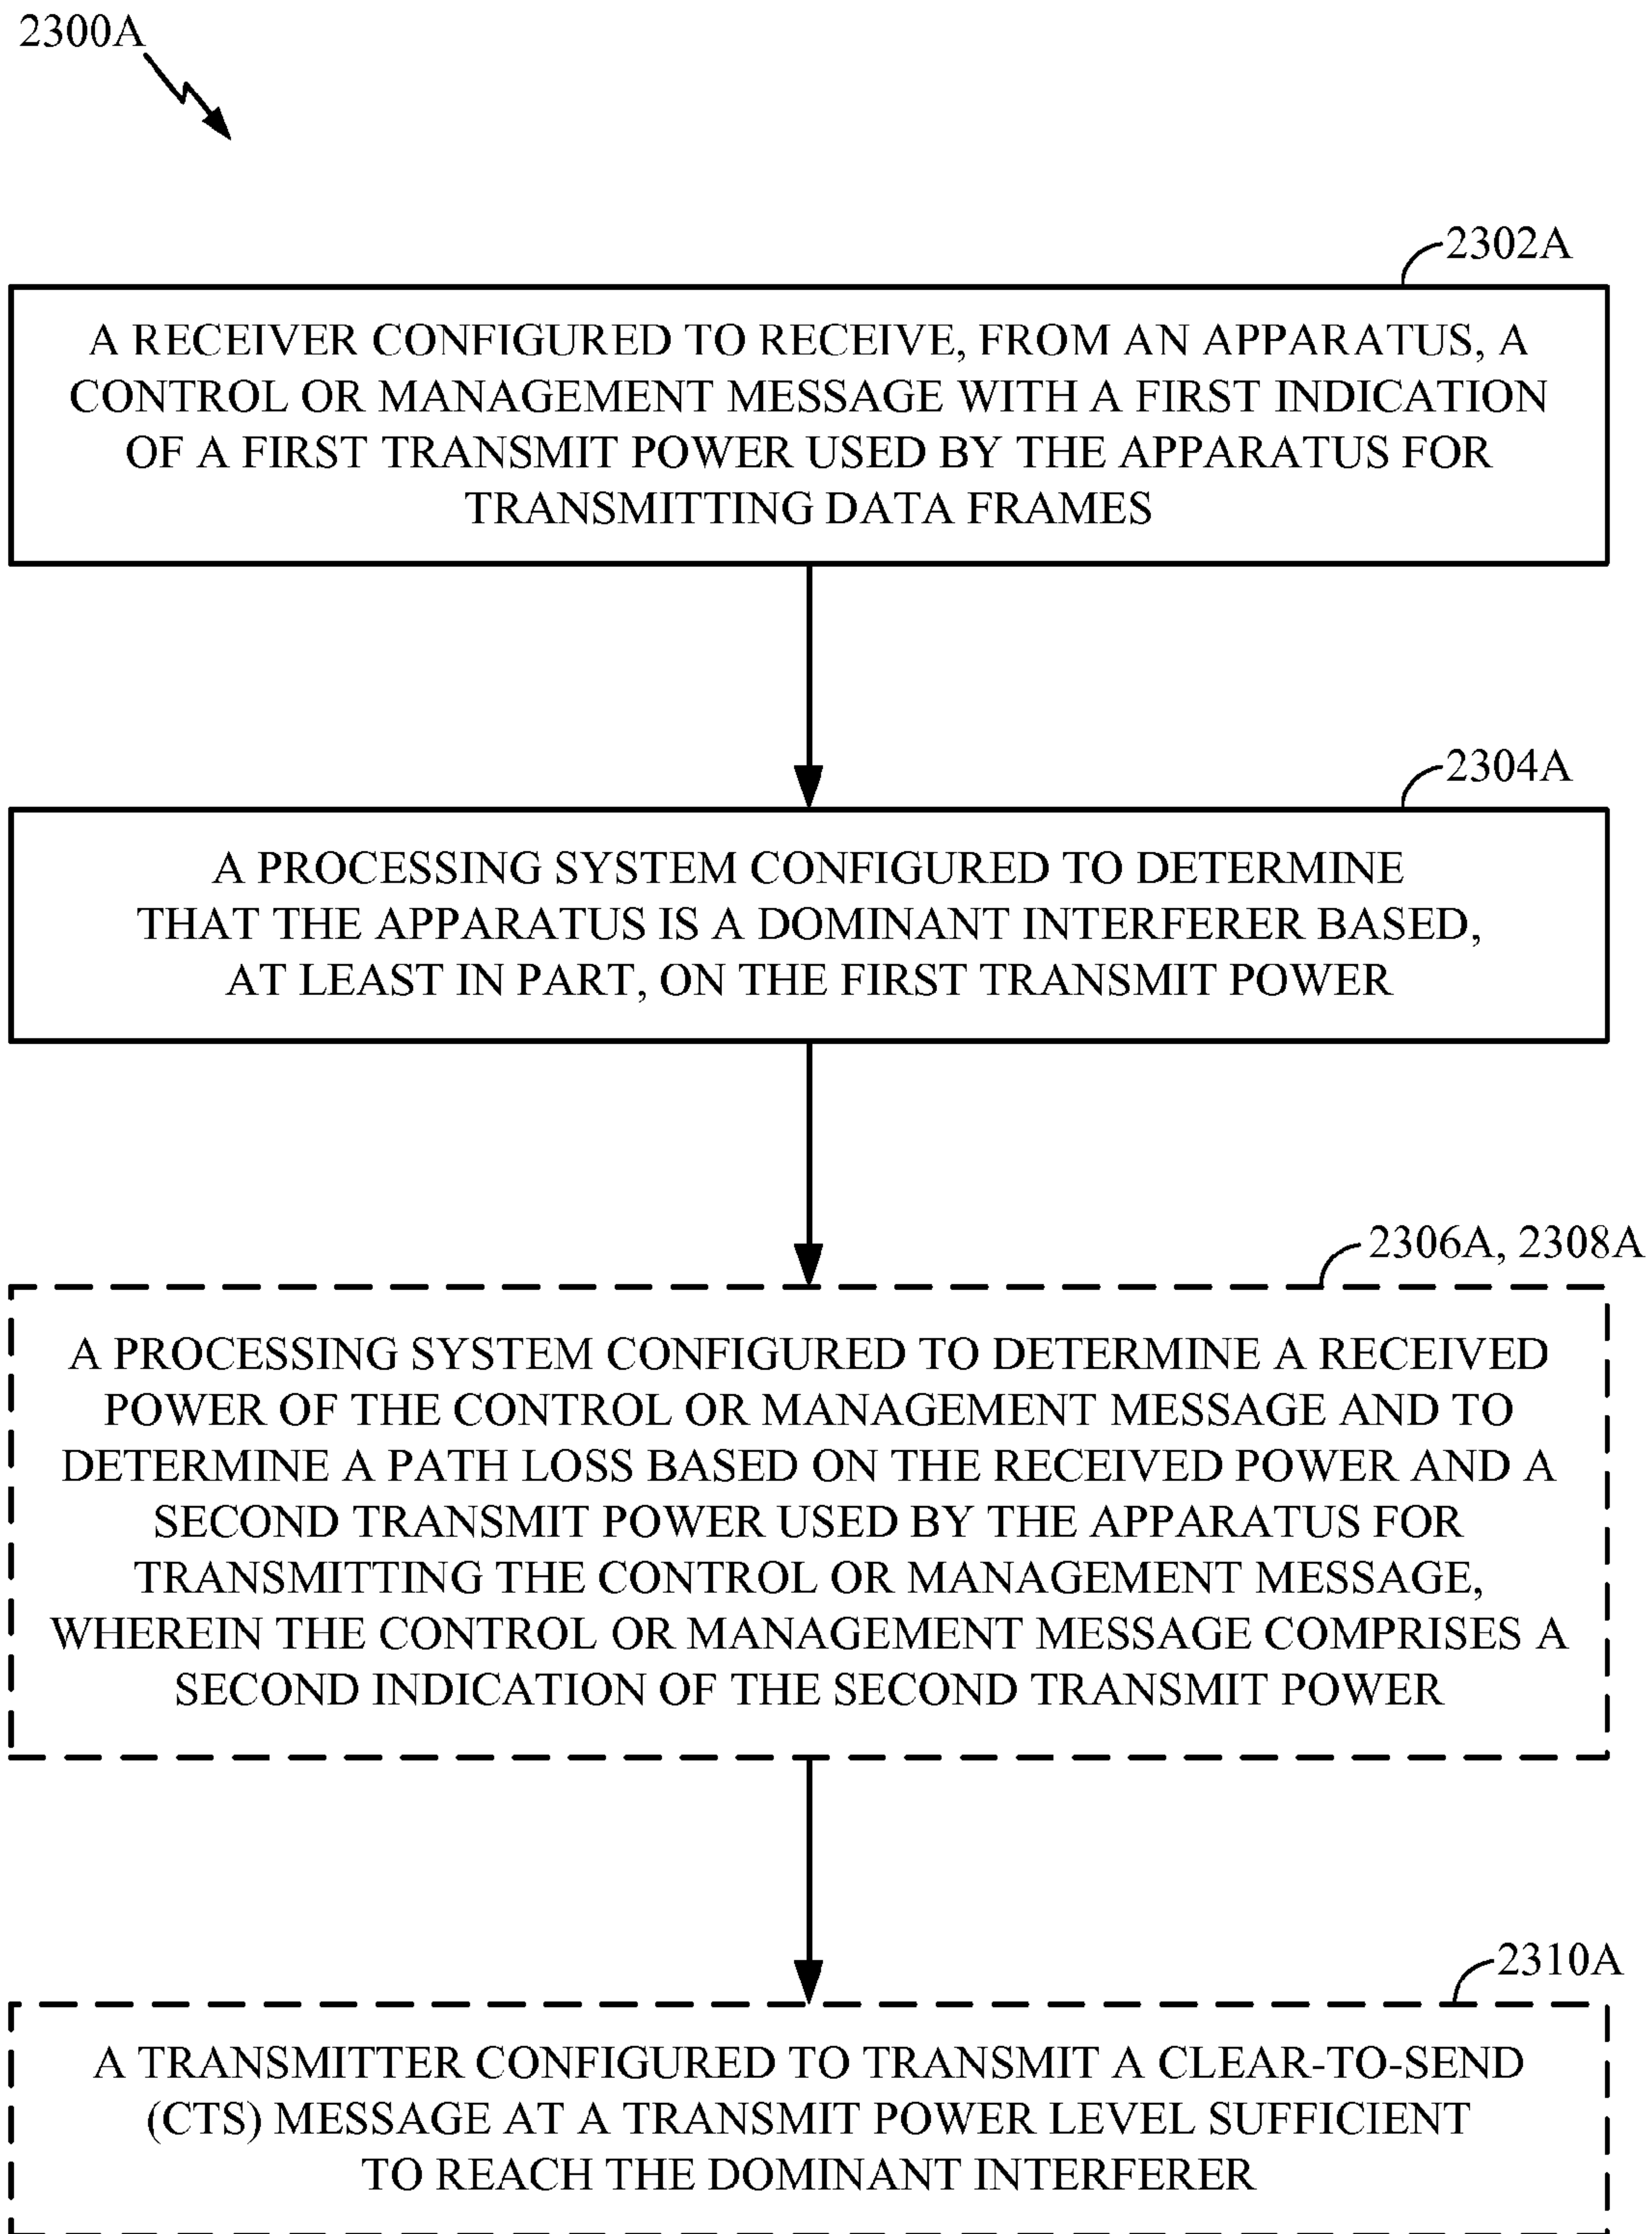 2300A
2302A
A RECEIVER CONFIGURED TO RECEIVE, FROM AN APPARATUS, A
CONTROL OR MANAGEMENT MESSAGE WITH A FIRST INDICATION
OF A FIRST TRANSMIT POWER USED BY THE APPARATUS FOR
TRANSMITTING DATA FRAMES
2304A
A PROCESSING SYSTEM CONFIGURED TO DETERMINE
THAT THE APPARATUS IS A DOMINANT INTERFERER BASED,
AT LEAST IN PART, ON THE FIRST TRANSMIT POWER
2306A, 2308A
A PROCESSING SYSTEM CONFIGURED TO DETERMINE A RECEIVED
POWER OF THE CONTROL OR MANAGEMENT MESSAGE AND TO
DETERMINE A PATH LOSS BASED ON THE RECEIVED POWER AND A
SECOND TRANSMIT POWER USED BY THE APPARATUS FOR
TRANSMITTING THE CONTROL OR MANAGEMENT MESSAGE,
WHEREIN THE CONTROL OR MANAGEMENT MESSAGE COMPRISES A
SECOND INDICATION OF THE SECOND TRANSMIT POWER
2310A
A TRANSMITTER CONFIGURED TO TRANSMIT A CLEAR-TO-SEND
(CTS) MESSAGE AT A TRANSMIT POWER LEVEL SUFFICIENT
TO REACH THE DOMINANT INTERFERER